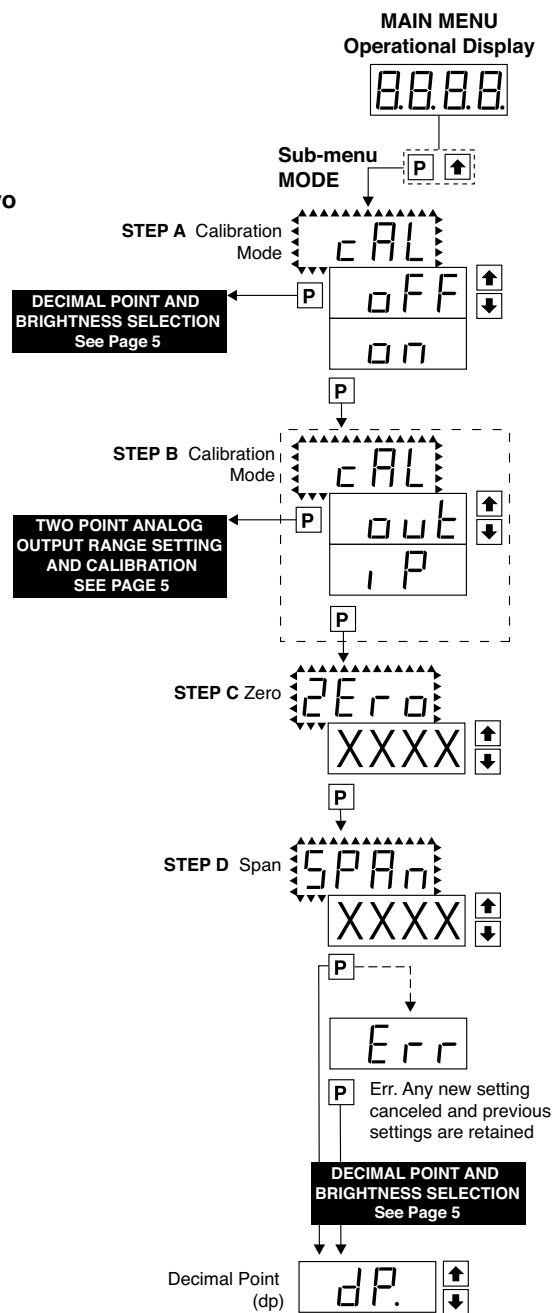 MAIN MENU
Operational Display
8.8.8.8.
Sub-menu
MODE
P
STEP A Calibration
Mode
cAL
P
oFF
on
DECIMAL POINT AND
BRIGHTNESS SELECTION
See Page 5
P
STEP B Calibration
Mode
cAL
P
out
iP
TWO POINT ANALOG
OUTPUT RANGE SETTING
AND CALIBRATION
SEE PAGE 5
P
STEP C Zero
ZEro
XXXX
P
STEP D Span
SPAn
XXXX
P
Err
P
Err. Any new setting
canceled and previous
settings are retained
DECIMAL POINT AND
BRIGHTNESS SELECTION
See Page 5
Decimal Point
(dp)
dP.